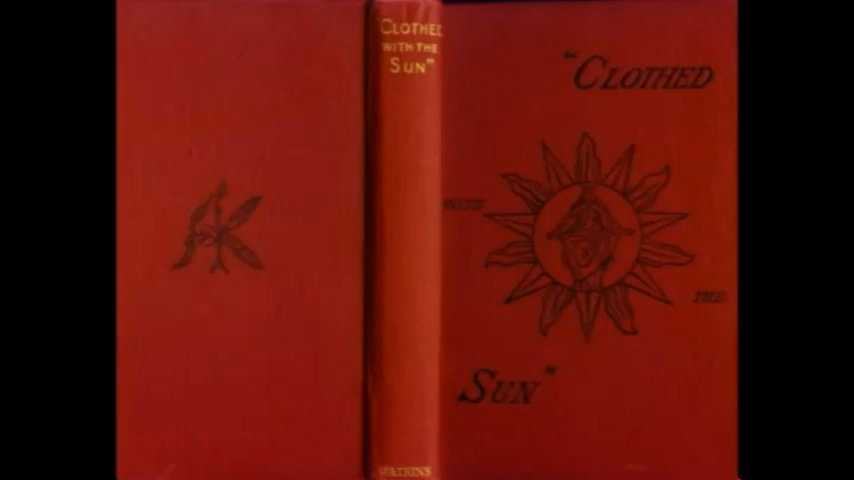 "CLOTHED
WITH THE
SUN"
WATKINS
"CLOTHED
WITH
THE
SUN"